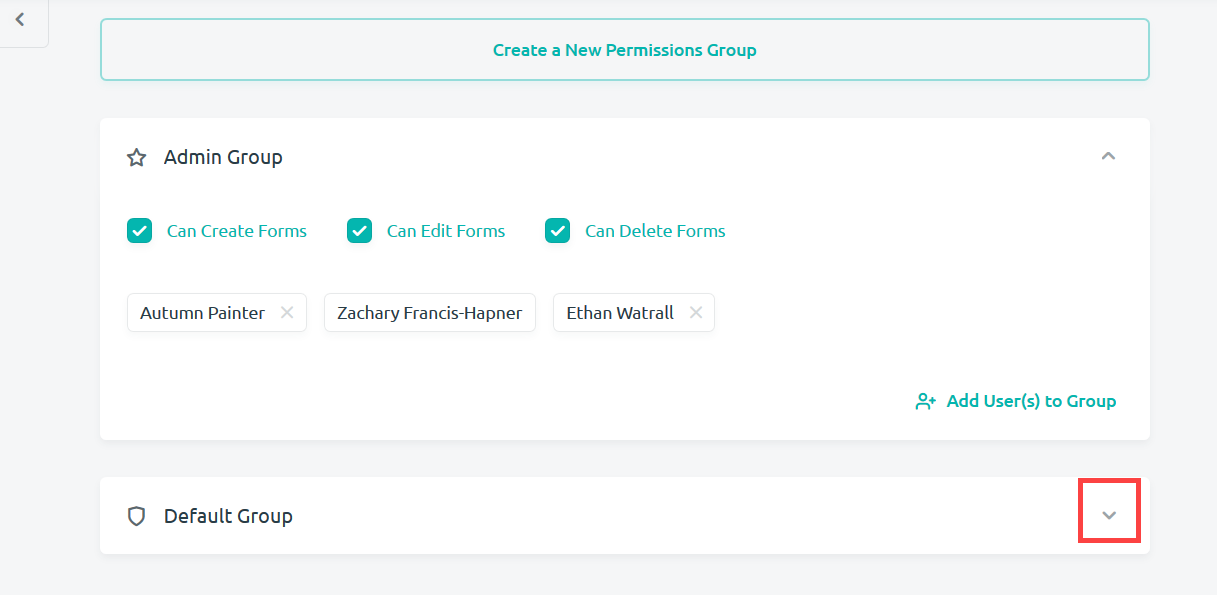 Create a New Permissions Group
Admin Group
Can Create Forms Can Edit Forms Can Delete Forms
Autumn Painter Zachary Francis-Hapner Ethan Watrall
Add User(s) to Group
Default Group